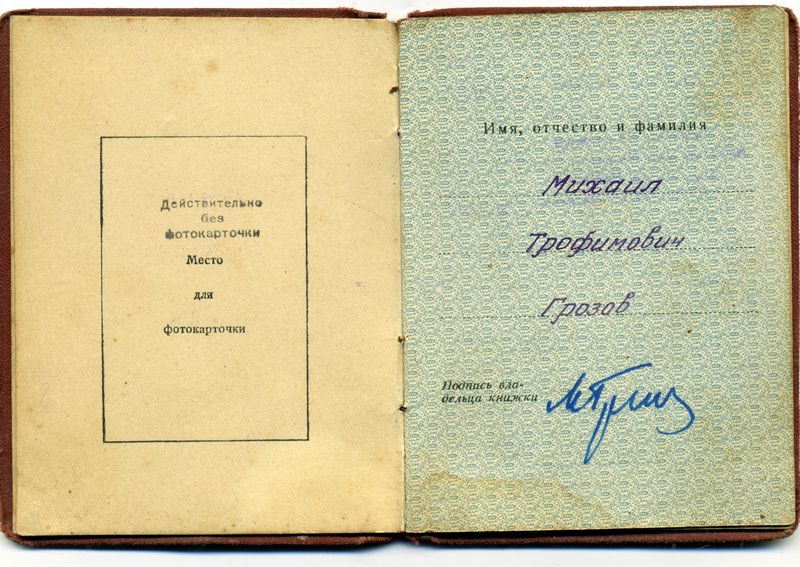 Действительно
без
фотокарточки
Место
для
фотокарточки
Имя, отчество и фамилия
Михаил
Трофимович
Грозов
Подпись вла-
дельца книжки